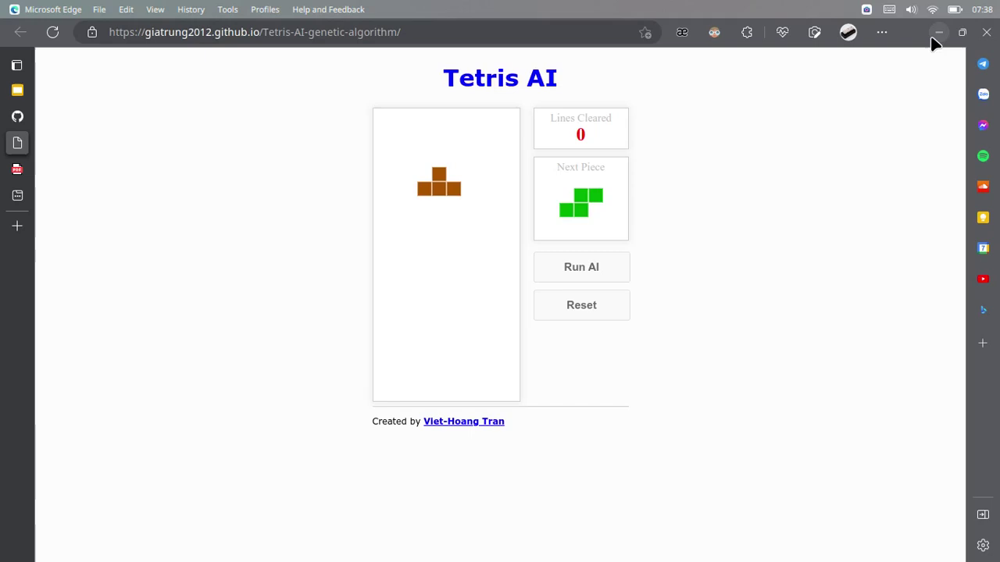 Microsoft Edge File Edit View History Tools Profiles Help and Feedback 07:38
https://giatrung2012.github.io/Tetris-AI-genetic-algorithm/
Tetris AI
Lines Cleared
0
Next Piece
Run AI
Reset
Created by Viet-Hoang Tran